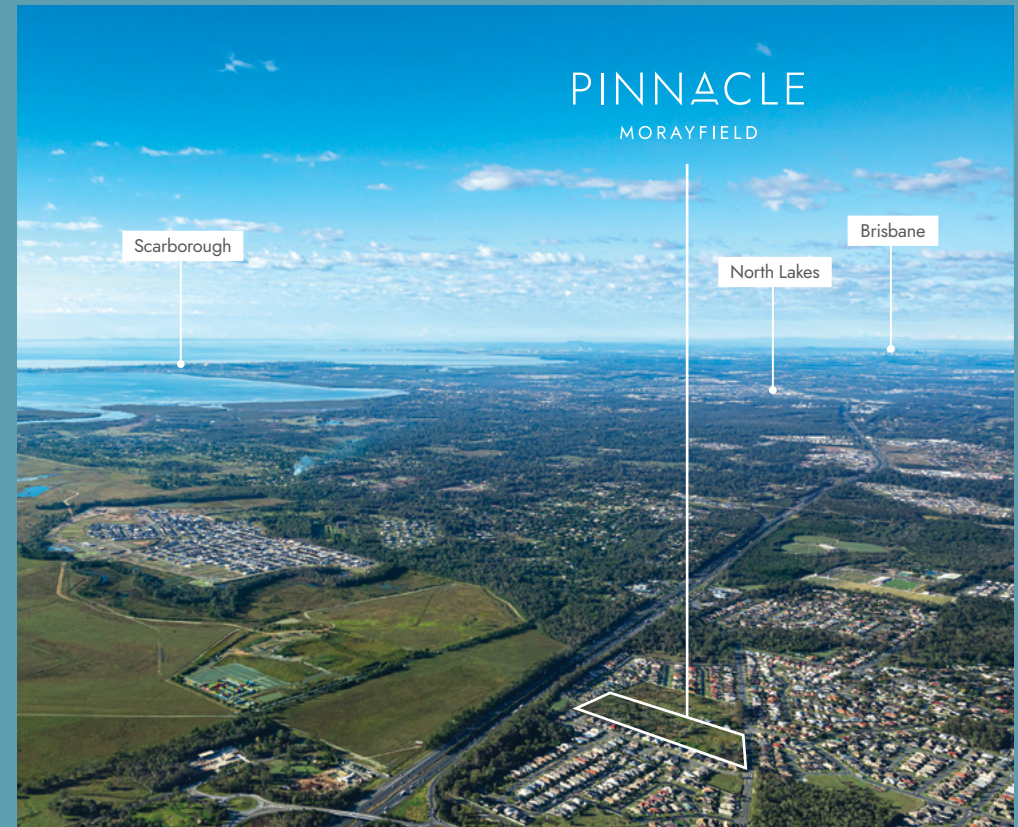 PINNACLE
MORAYFIELD
Scarborough
Brisbane
North Lakes